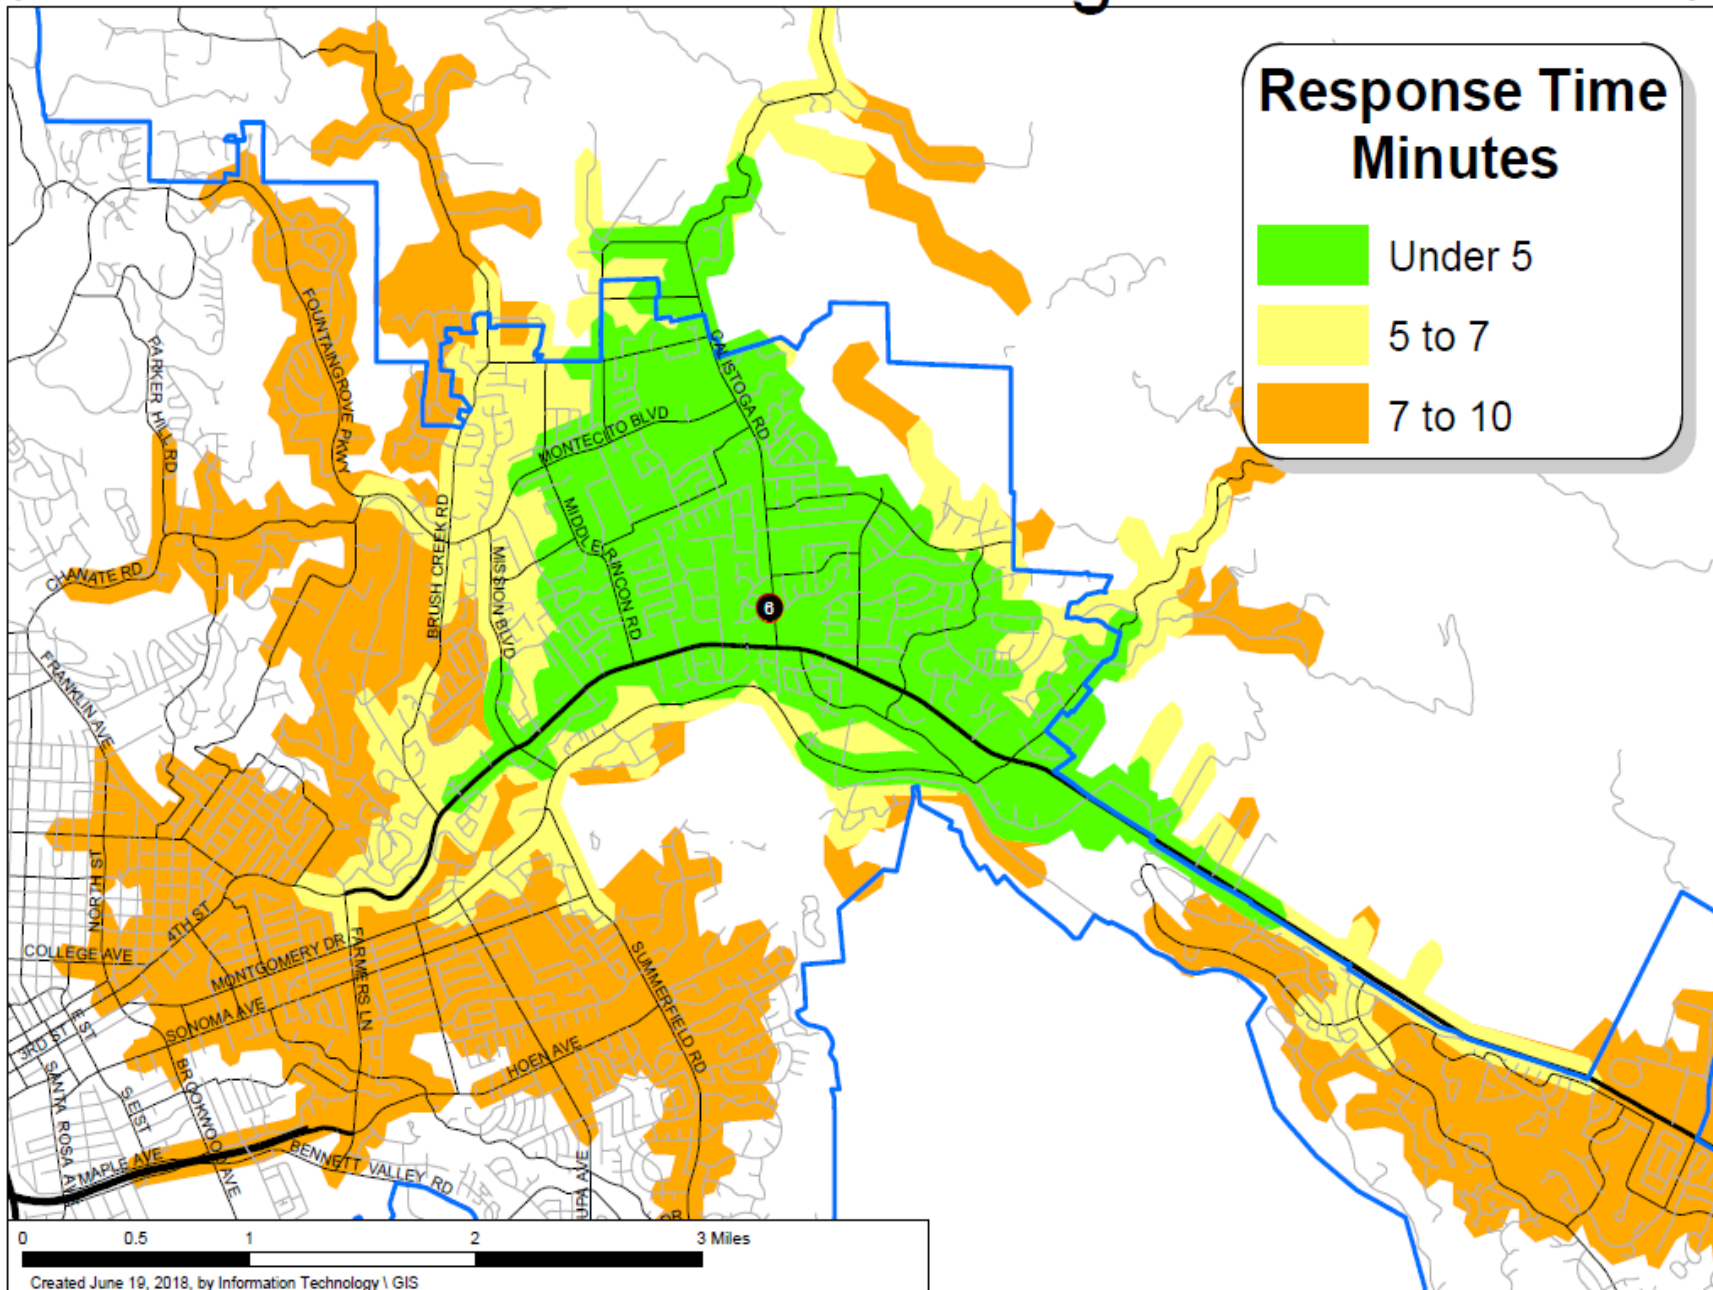 g
Response Time
Minutes
Under 5
5 to 7
7 to 10
FOUNTAINGROVE PKWY
PARKER HILL RD
CALISTOGA RD
MONTECITO BLVD
MIDDLE RINCON RD
BRUSH CREEK RD
MISSION BLVD
CHANATE RD
6
FRANKLIN AVE
NORTH ST
4TH ST
COLLEGE AVE
MONTGOMERY DR
FARMERS LN
SUMMERFIELD RD
SONOMA AVE
E ST
3RD ST
HOEN AVE
SANTA ROSA AVE
S E ST
BROOKWOOD AVE
MAPLE AVE
BENNETT VALLEY RD
UPA AVE
OR
0 0.5 1 2 3 Miles
Created June 19, 2018, by Information Technology \ GIS